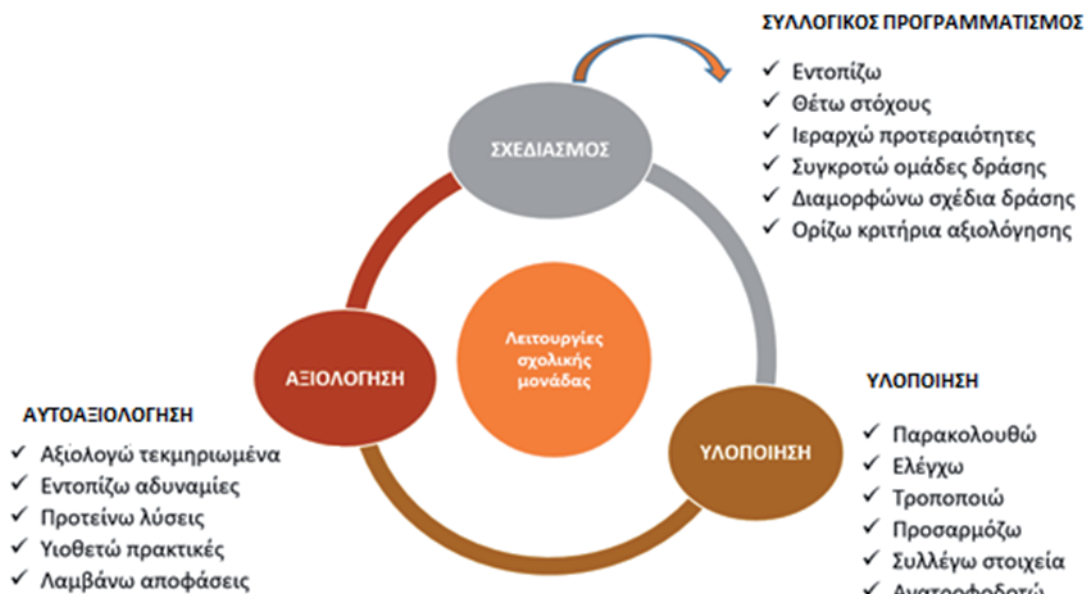 ΣΥΛΛΟΓΙΚΟΣ ΠΡΟΓΡΑΜΜΑΤΙΣΜΟΣ
✓ Εντοπίζω
✓ Θέτω στόχους
✓ Ιεραρχώ προτεραιότητες
✓ Συγκροτώ ομάδες δράσης
✓ Διαμορφώνω σχέδια δράσης
✓ Ορίζω κριτήρια αξιολόγησης
ΣΧΕΔΙΑΣΜΟΣ
Λειτουργίες
σχολικής
μονάδας
ΑΞΙΟΛΟΓΗΣΗ
ΥΛΟΠΟΙΗΣΗ
ΥΛΟΠΟΙΗΣΗ
✓ Παρακολουθώ
✓ Ελέγχω
✓ Τροποποιώ
✓ Προσαρμόζω
✓ Συλλέγω στοιχεία
✓ Ανατροφοδοτώ
ΑΥΤΟΑΞΙΟΛΟΓΗΣΗ
✓ Αξιολογώ τεκμηριωμένα
✓ Εντοπίζω αδυναμίες
✓ Προτείνω λύσεις
✓ Υιοθετώ πρακτικές
✓ Λαμβάνω αποφάσεις